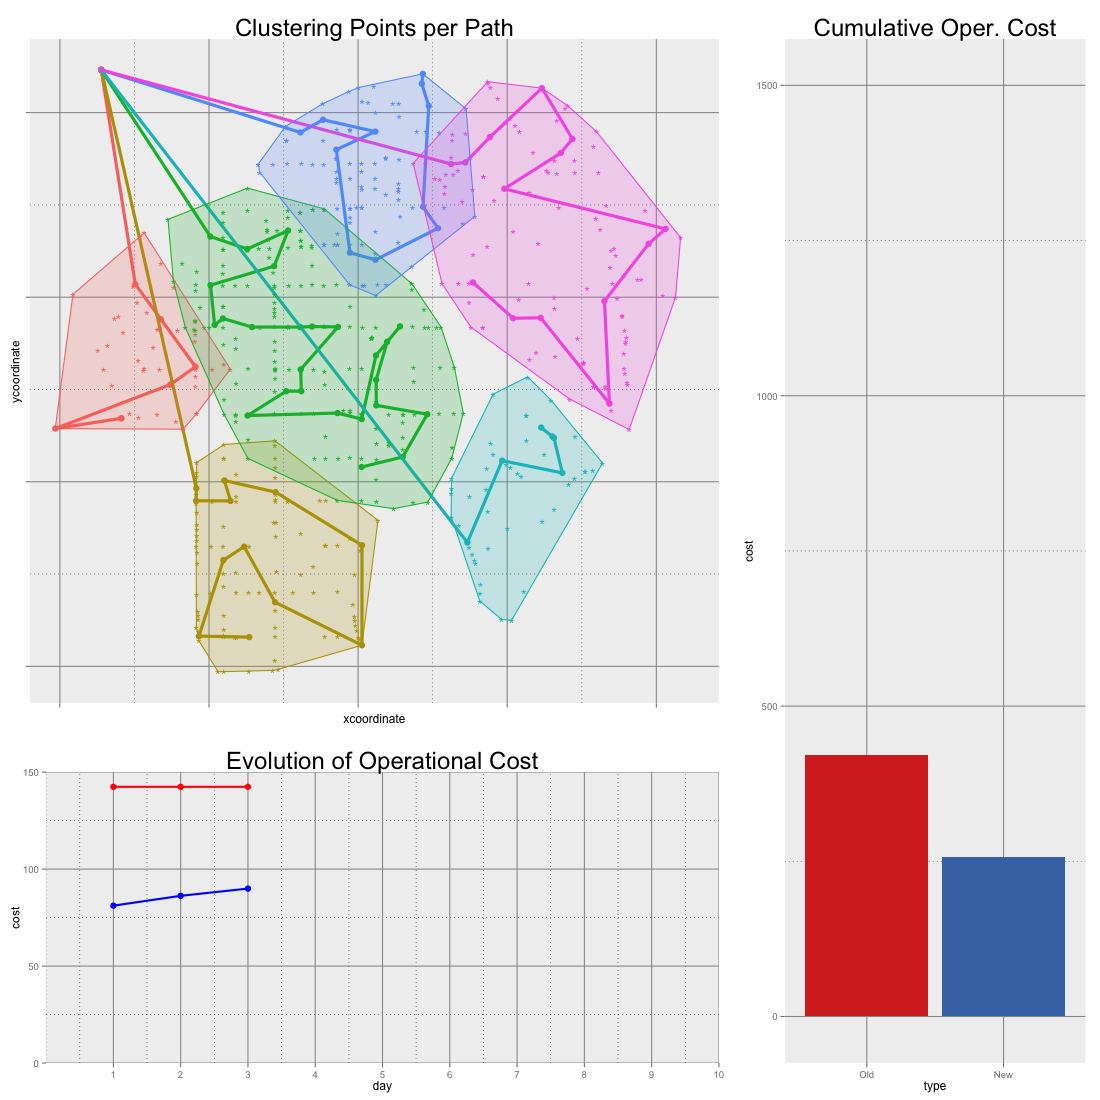 Clustering Points per Path
ycoordinate
xcoordinate
Evolution of Operational Cost
cost
150
100
50
0
1 2 3 4 5 6 7 8 9 10
day
Cumulative Oper. Cost
cost
1500
1000
500
0
Old New
type